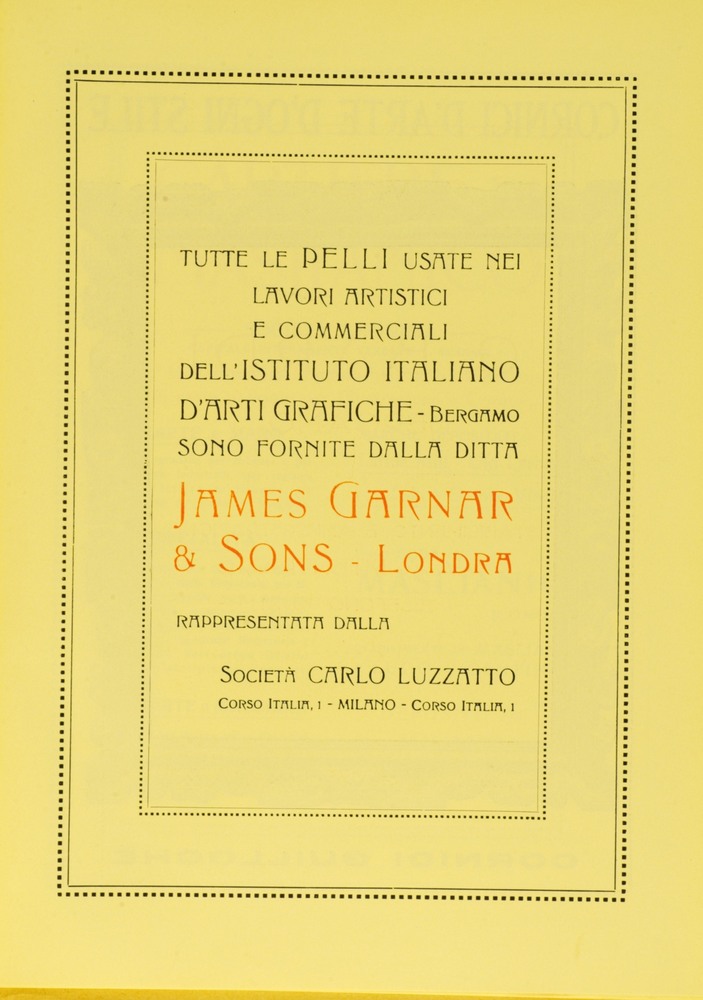 TUTTE LE PELLI USATE NEI
LAVORI ARTISTICI
E COMMERCIALI
DELL'ISTITUTO ITALIANO
D'ARTI GRAFICHE - BERGAMO
SONO FORNITE DALLA DITTA
JAMES GARNAR
& SONS - LONDRA
RAPPRESENTATA DALLA
SOCIETÀ CARLO LUZZATTO
CORSO ITALIA, 1 - MILANO - CORSO ITALIA, 1